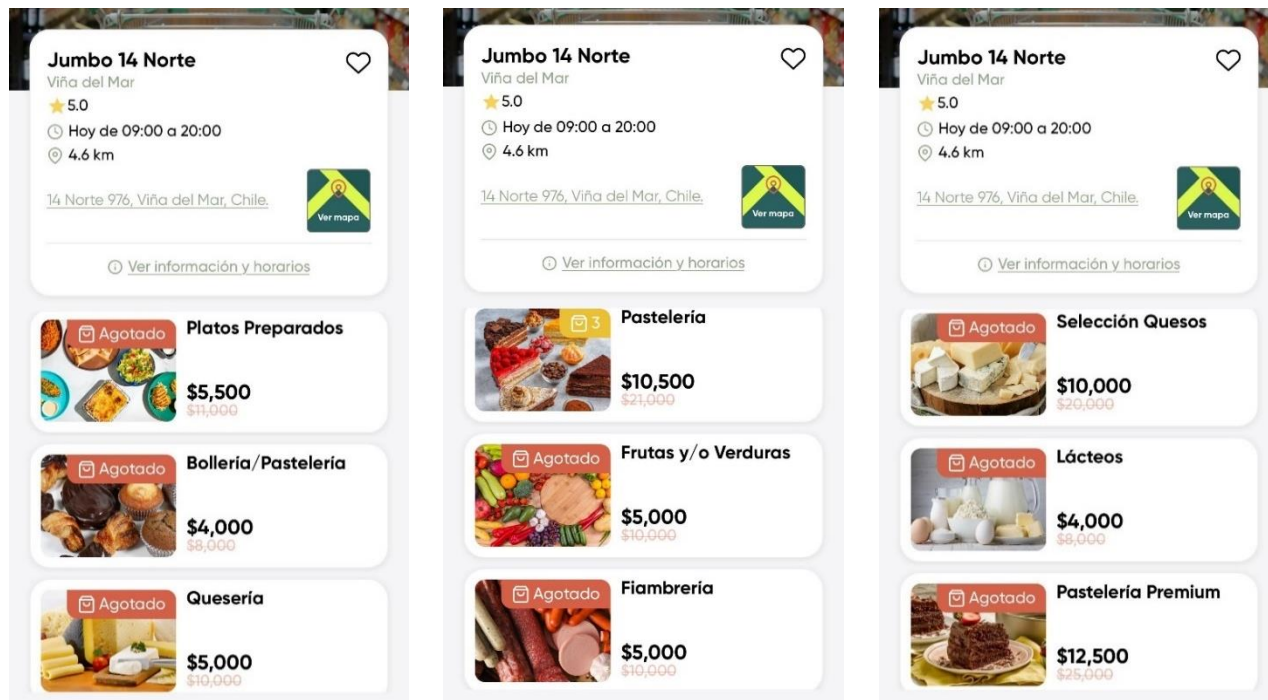 Jumbo 14 Norte
Viña del Mar
5.0
Hoy de 09:00 a 20:00
4.6 km
14 Norte 976, Viña del Mar, Chile.
Ver mapa
Ver información y horarios
Agotado
Platos Preparados
$5,500
$11,000
Agotado
Bollería/Pastelería
$4,000
$8,000
Agotado
Quesería
$5,000
$10,000
Jumbo 14 Norte
Viña del Mar
5.0
Hoy de 09:00 a 20:00
4.6 km
14 Norte 976, Viña del Mar, Chile.
Ver mapa
Ver información y horarios
3
Pastelería
$10,500
$21,000
Agotado
Frutas y/o Verduras
$5,000
$10,000
Agotado
Fiambrería
$5,000
$10,000
Jumbo 14 Norte
Viña del Mar
5.0
Hoy de 09:00 a 20:00
4.6 km
14 Norte 976, Viña del Mar, Chile.
Ver mapa
Ver información y horarios
Agotado
Selección Quesos
$10,000
$20,000
Agotado
Lácteos
$4,000
$8,000
Agotado
Pastelería Premium
$12,500
$25,000